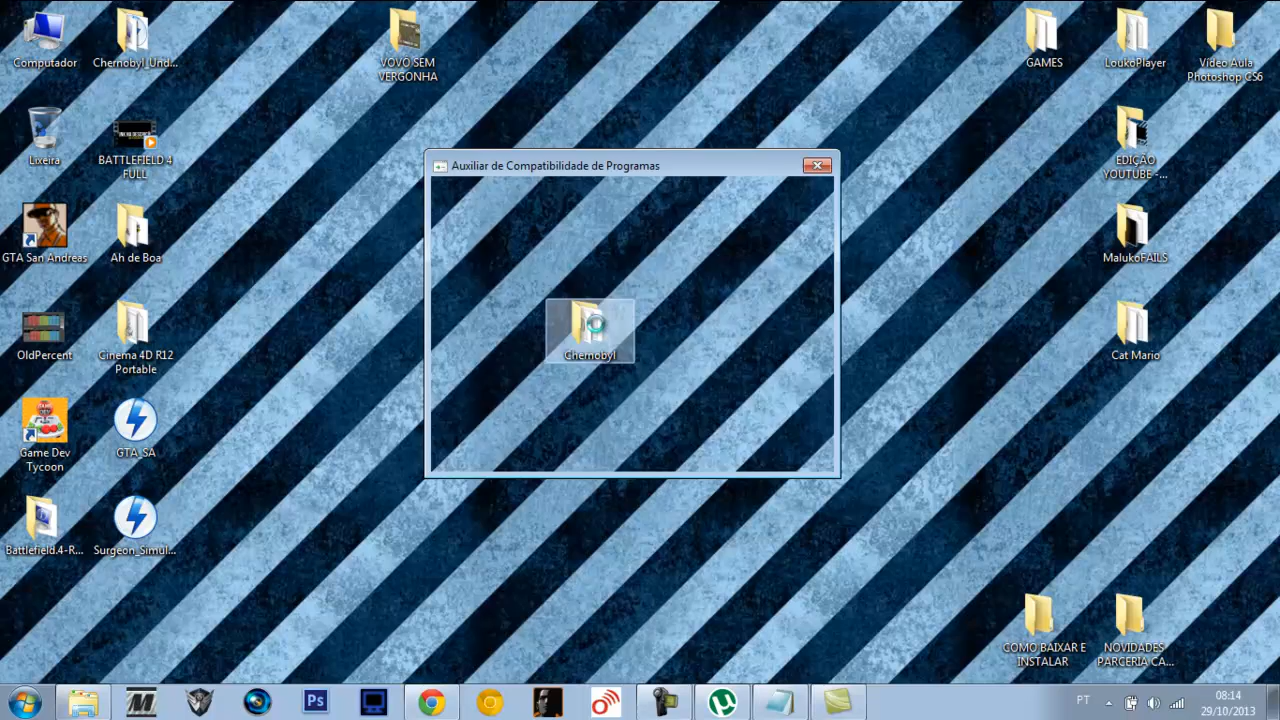 Computador
Chernobyl_Und...
VOVO SEM
VERGONHA
GAMES
LoukoPlayer
Vídeo Aula
Photoshop CS6
Lixeira
BATTLEFIELD 4
FULL
EDIÇÃO
YOUTUBE -...
Auxiliar de Compatibilidade de Programas
GTA San Andreas
Ah de Boa
MalukoFAILS
OldPercent
Cinema 4D R12
Portable
Chernobyl
Cat Mario
Game Dev
Tycoon
GTA_SA
Battlefield.4-R...
Surgeon_Simul...
COMO BAIXAR E
INSTALAR
NOVIDADES
PARCERIA CA...
Ps
PT
08:14
29/10/2013